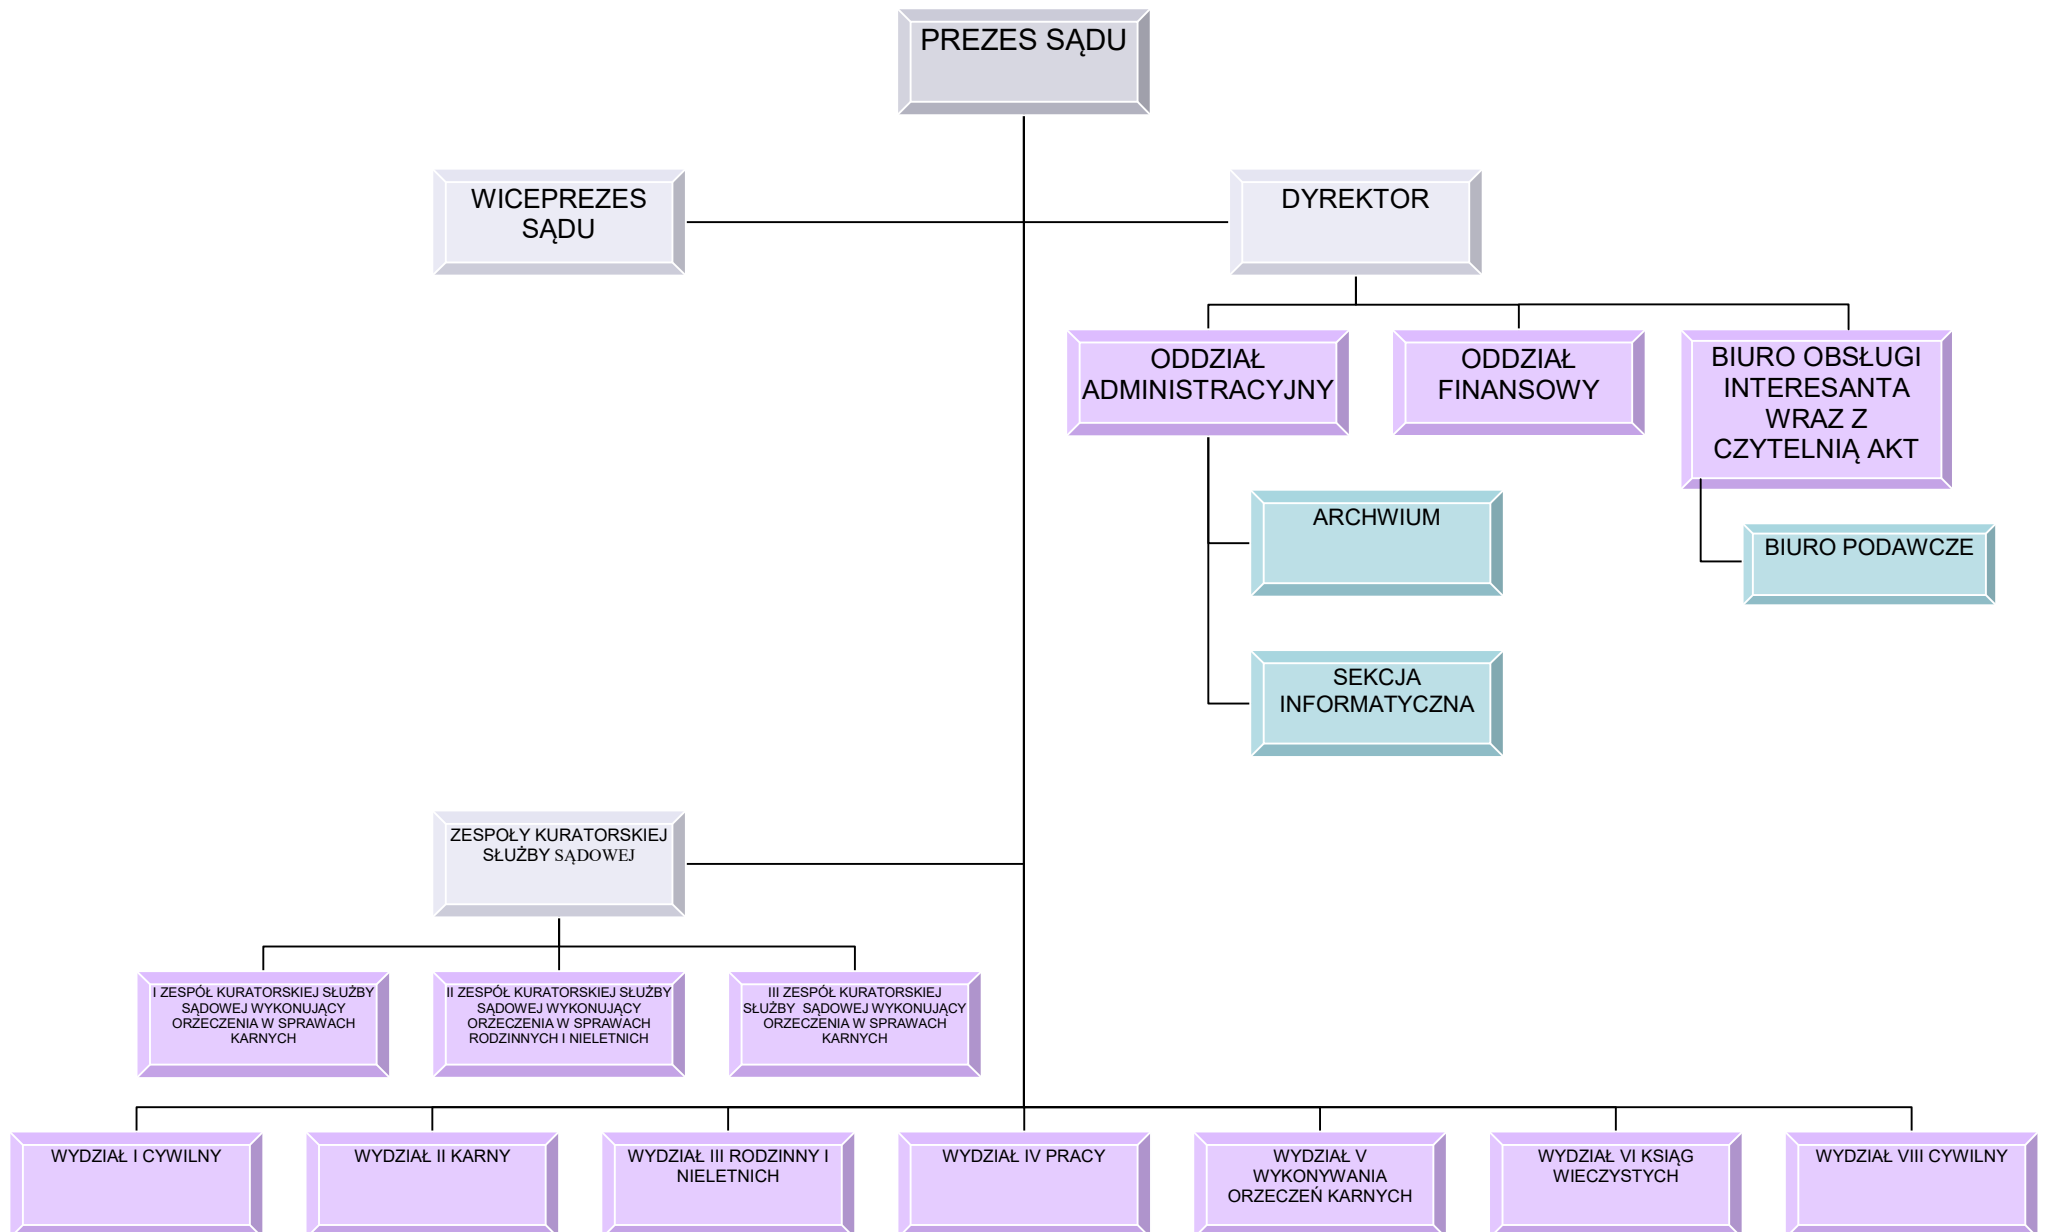 PREZES SĄDU
WICEPREZES
SĄDU
DYREKTOR
ODDZIAŁ
ADMINISTRACYJNY
ODDZIAŁ
FINANSOWY
BIURO OBSŁUGI
INTERESANTA
WRAZ Z
CZYTELNIĄ AKT
ARCHWIUM
BIURO PODAWCZE
SEKCJA
INFORMATYCZNA
ZESPOŁY KURATORSKIEJ
SŁUŻBY SĄDOWEJ
I ZESPÓŁ KURATORSKIEJ SŁUŻBY
SĄDOWEJ WYKONUJĄCY
ORZECZENIA W SPRAWACH
KARNYCH
II ZESPÓŁ KURATORSKIEJ SŁUŻBY
SĄDOWEJ WYKONUJĄCY
ORZECZENIA W SPRAWACH
RODZINNYCH I NIELETNICH
III ZESPÓŁ KURATORSKIEJ
SŁUŻBY SĄDOWEJ WYKONUJĄCY
ORZECZENIA W SPRAWACH
KARNYCH
WYDZIAŁ I CYWILNY
WYDZIAŁ II KARNY
WYDZIAŁ III RODZINNY I
NIELETNICH
WYDZIAŁ IV PRACY
WYDZIAŁ V
WYKONYWANIA
ORZECZEŃ KARNYCH
WYDZIAŁ VI KSIĄG
WIECZYSTYCH
WYDZIAŁ VIII CYWILNY